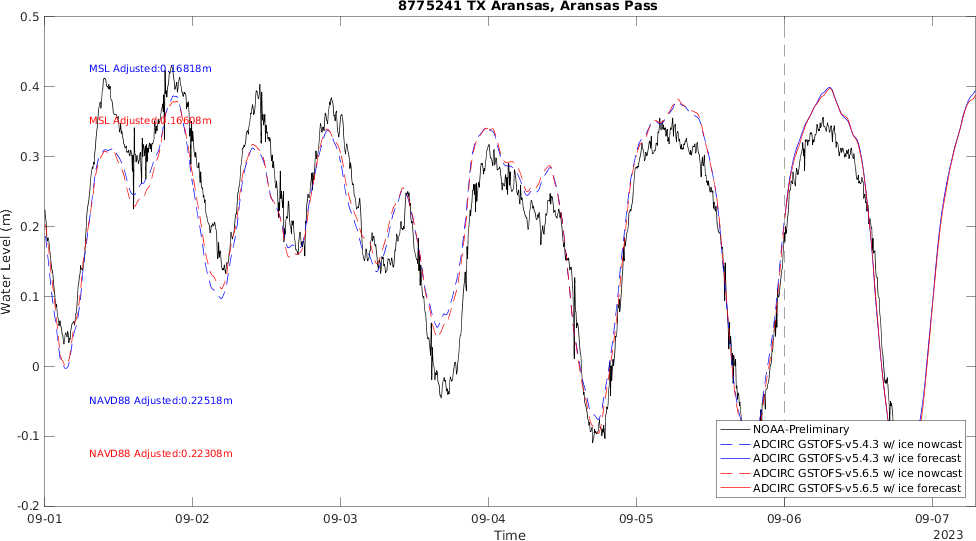 8775241 TX Aransas, Aransas Pass
0.5
0.4
0.3
0.2
0.1
0
-0.1
-0.2
Water Level (m)
MSL Adjusted:0.16818m
MSL Adjusted:0.16608m
NAVD88 Adjusted:0.22518m
NAVD88 Adjusted:0.22308m
NOAA-Preliminary
ADCIRC GSTOFS-v5.4.3 w/ ice nowcast
ADCIRC GSTOFS-v5.4.3 w/ ice forecast
ADCIRC GSTOFS-v5.6.5 w/ ice nowcast
ADCIRC GSTOFS-v5.6.5 w/ ice forecast
09-01 09-02 09-03 09-04 09-05 09-06 09-07
Time
2023